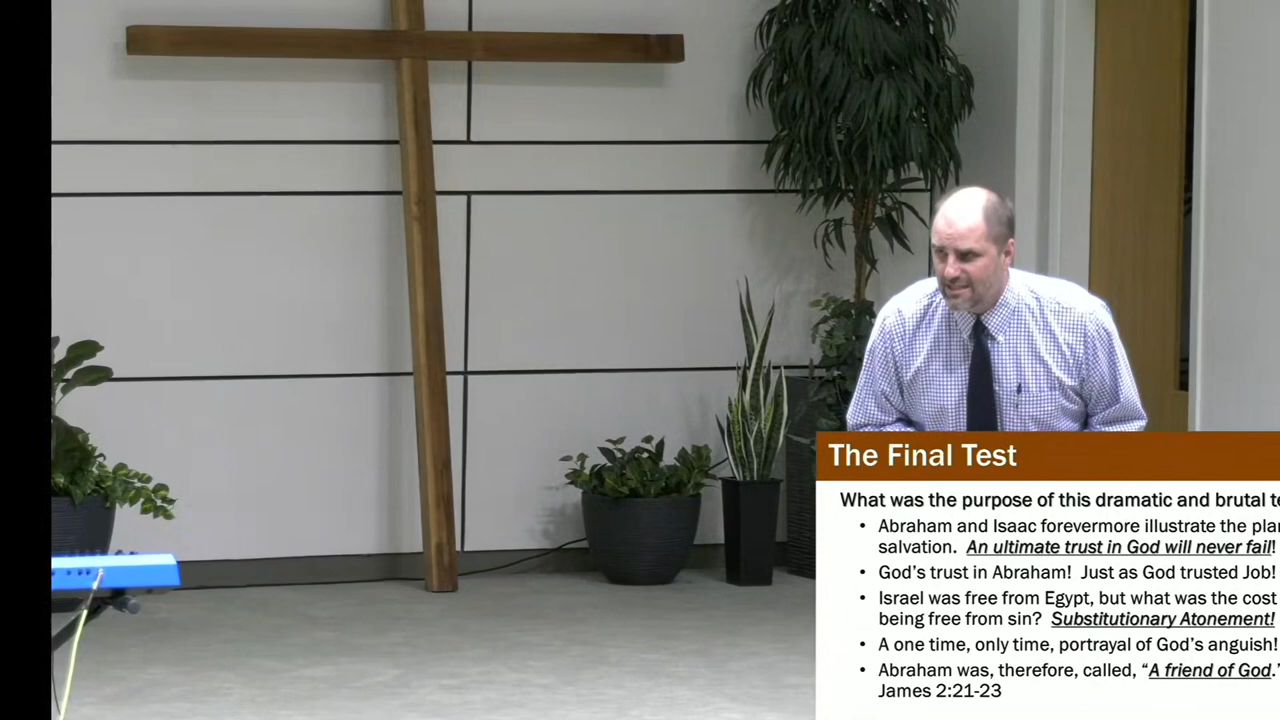 The Final Test
What was the purpose of this dramatic and brutal
• Abraham and Isaac forevermore illustrate the
salvation. An ultimate trust in God will never fail!
• God's trust in Abraham! Just as God trusted Job!
• Israel was free from Egypt, but what was the cost
being free from sin? Substitutionary Atonement!
• A one time, only time, portrayal of God's anguish!
• Abraham was, therefore, called, "A friend of God."
James 2:21-23